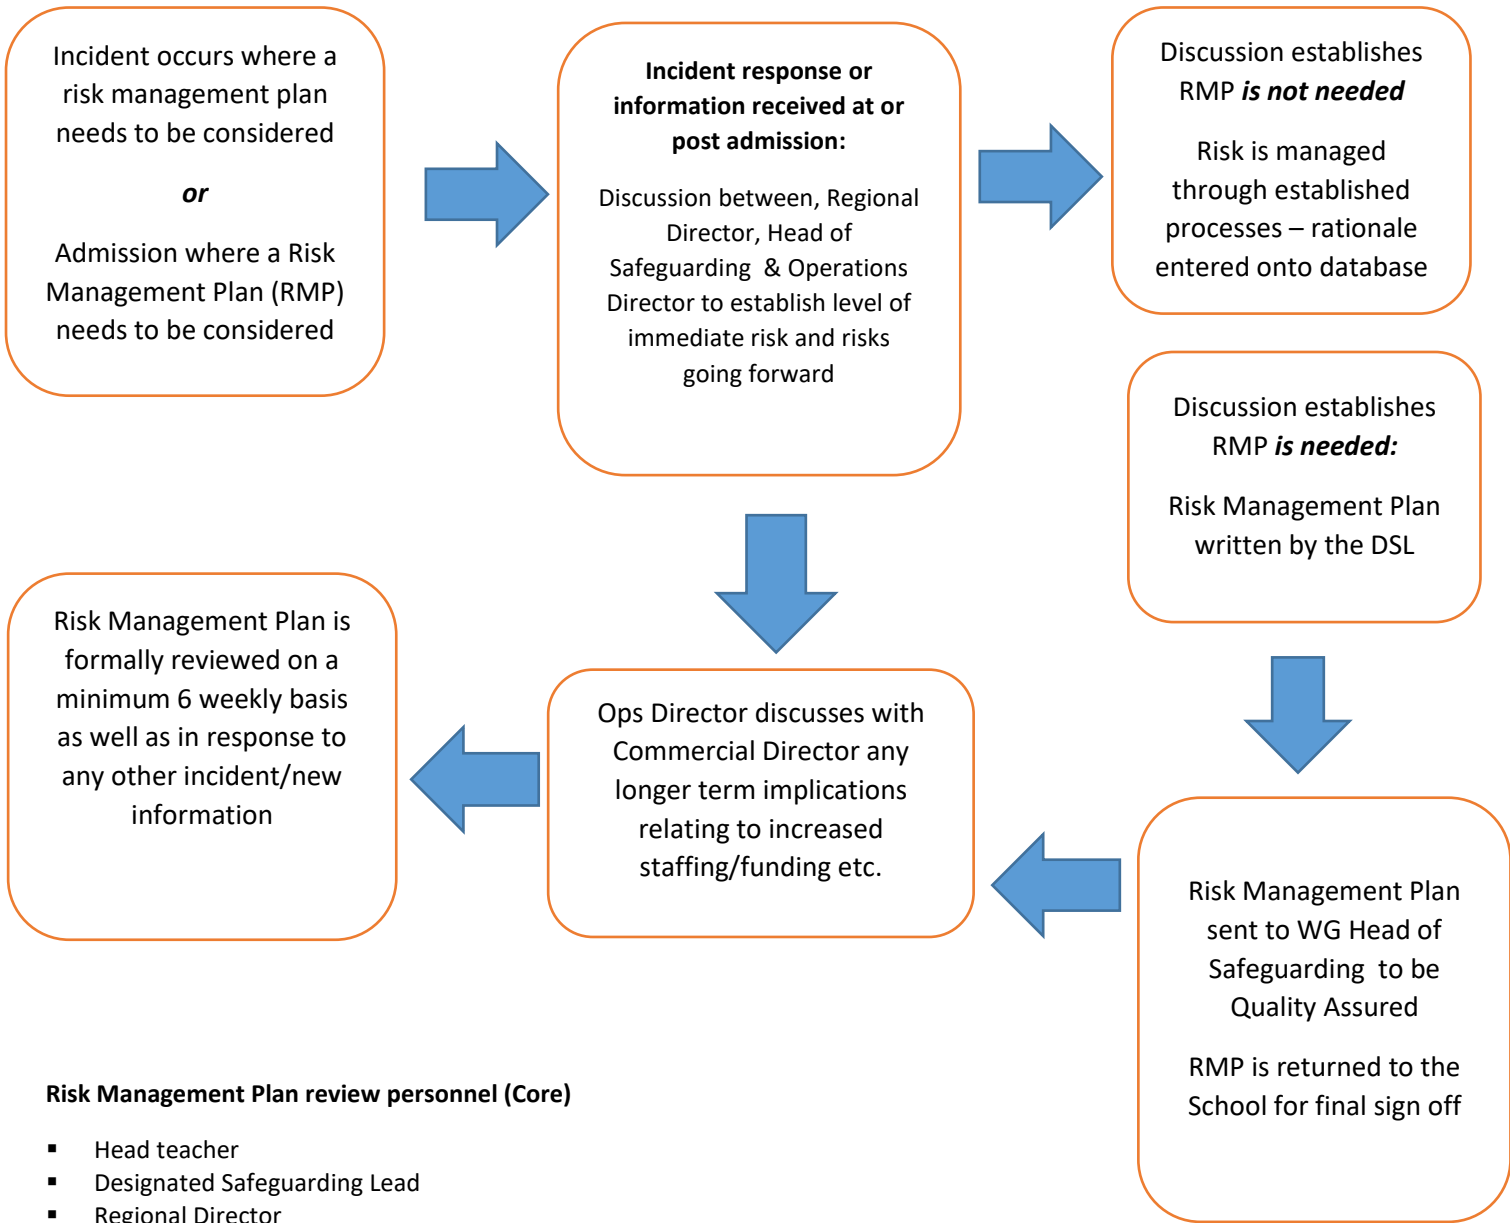 Incident occurs where a
risk management plan
needs to be considered
or
Admission where a Risk
Management Plan (RMP)
needs to be considered
Incident response or
information received at or
post admission:
Discussion between, Regional
Director, Head of
Safeguarding & Operations
Director to establish level of
immediate risk and risks
going forward
Discussion establishes
RMP is not needed
Risk is managed
through established
processes – rationale
entered onto database
Discussion establishes
RMP is needed:
Risk Management Plan
written by the DSL
Risk Management Plan is
formally reviewed on a
minimum 6 weekly basis
as well as in response to
any other incident/new
information
Ops Director discusses with
Commercial Director any
longer term implications
relating to increased
staffing/funding etc.
Risk Management Plan
sent to WG Head of
Safeguarding to be
Quality Assured
RMP is returned to the
School for final sign off
Risk Management Plan review personnel (Core)
▪ Head teacher
▪ Designated Safeguarding Lead
▪ Regional Director